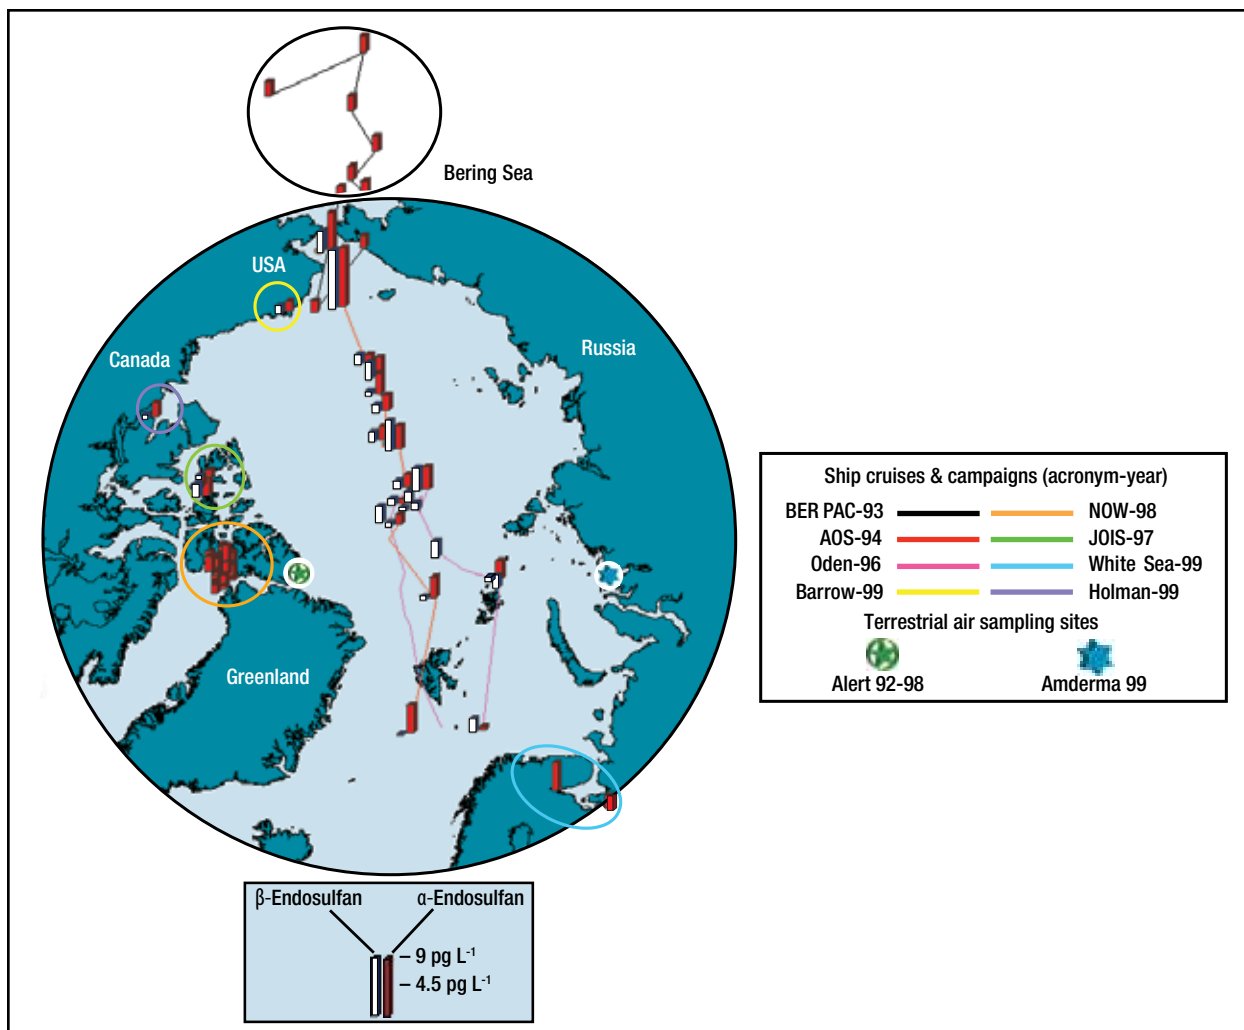 Bering Sea
USA
Canada
Russia
Greenland
Ship cruises & campaigns (acronym-year)
BER PAC-93 NOW-98
AOS-94 JOIS-97
Oden-96 White Sea-99
Barrow-99 Holman-99
Terrestrial air sampling sites
Alert 92-98 Amderma 99
β-Endosulfan α-Endosulfan
– 9 pg L⁻¹
– 4.5 pg L⁻¹